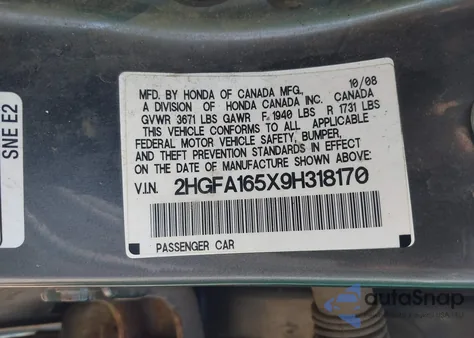 SNE E2
MFD. BY HONDA OF CANADA MFG., 10/08
A DIVISION OF HONDA CANADA INC. CANADA
GVWR 3671 LBS GAWR F 1940 LBS R 1731 LBS
THIS VEHICLE CONFORMS TO ALL APPLICABLE
FEDERAL MOTOR VEHICLE SAFETY, BUMPER,
AND THEFT PREVENTION STANDARDS IN EFFECT
ON THE DATE OF MANUFACTURE SHOWN ABOVE.
V.I.N. 2HGFA165X9H318170
PASSENGER CAR
autoSnap